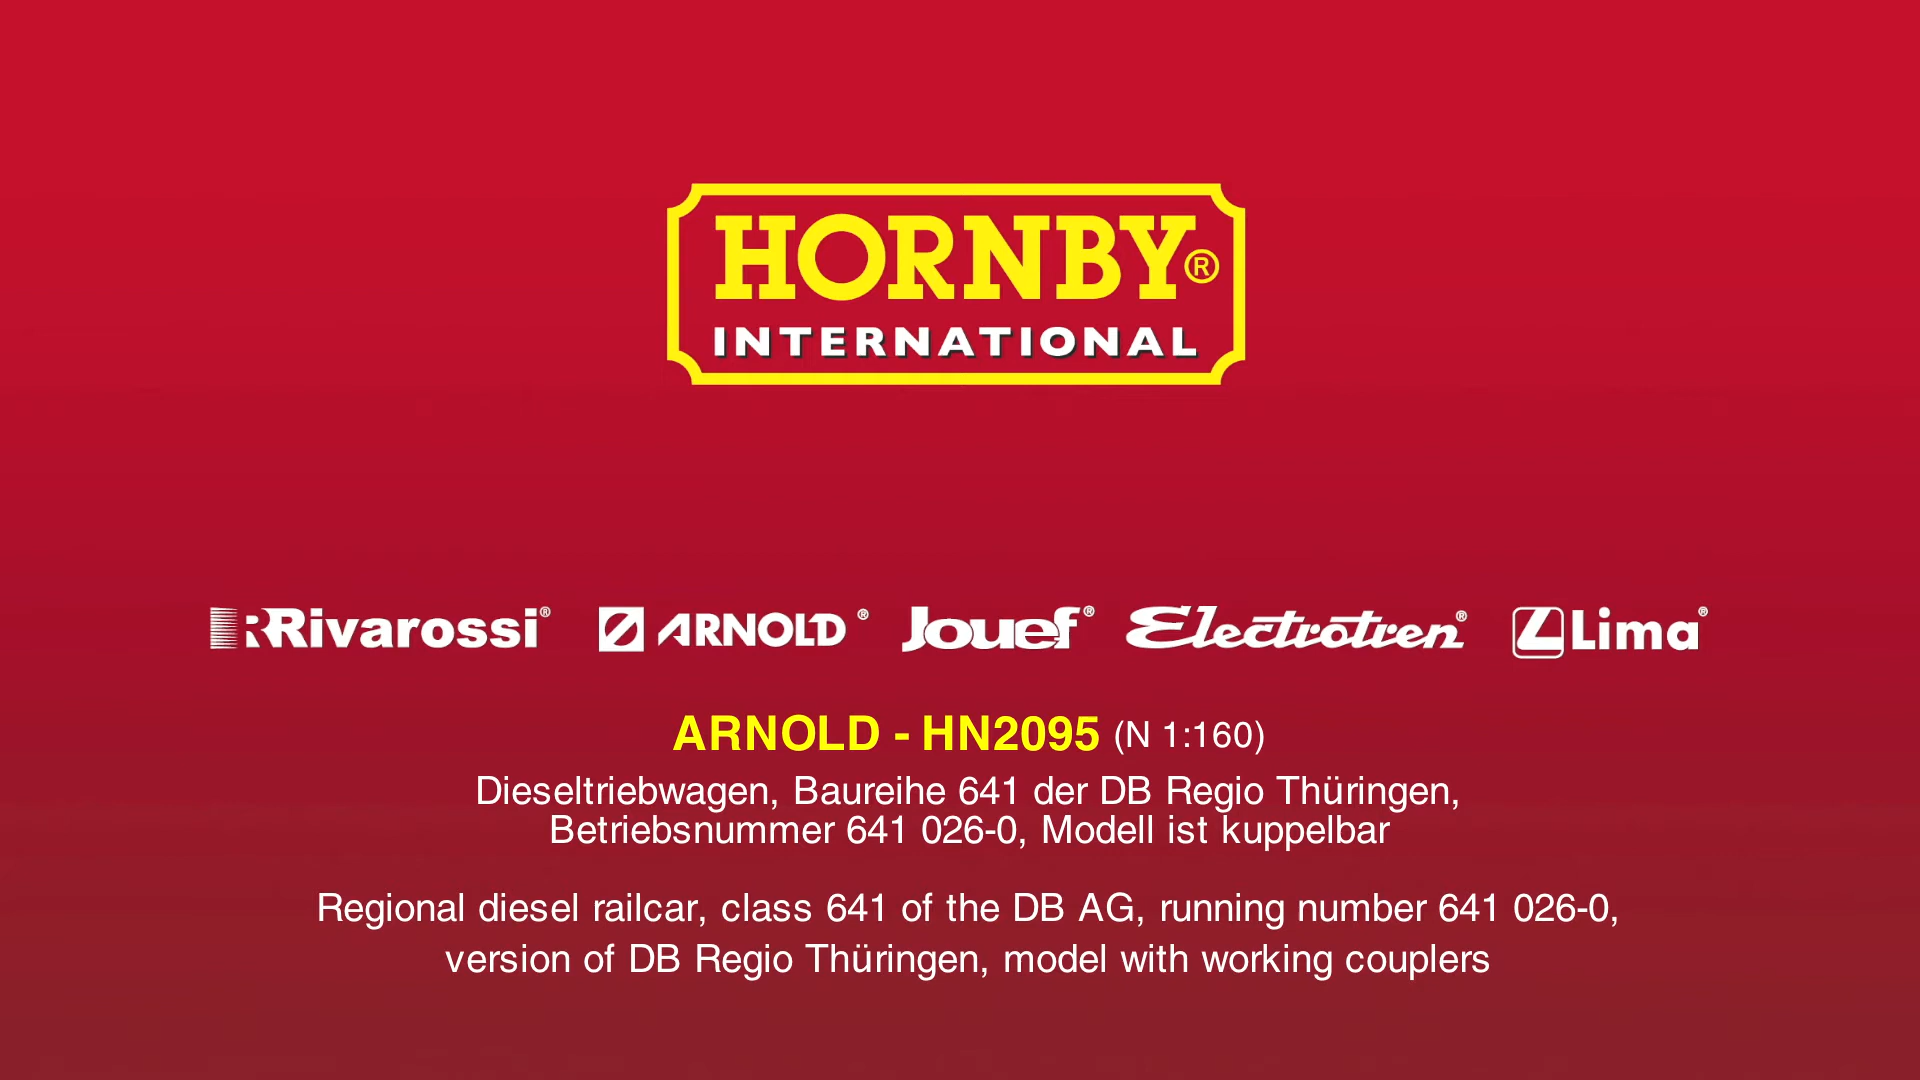 HORNBY®
INTERNATIONAL
Rivarossi® ARNOLD® Jouef® Electrotren® Lima®
ARNOLD - HN2095 (N 1:160)
Dieseltriebwagen, Baureihe 641 der DB Regio Thüringen,
Betriebsnummer 641 026-0, Modell ist kuppelbar
Regional diesel railcar, class 641 of the DB AG, running number 641 026-0,
version of DB Regio Thüringen, model with working couplers